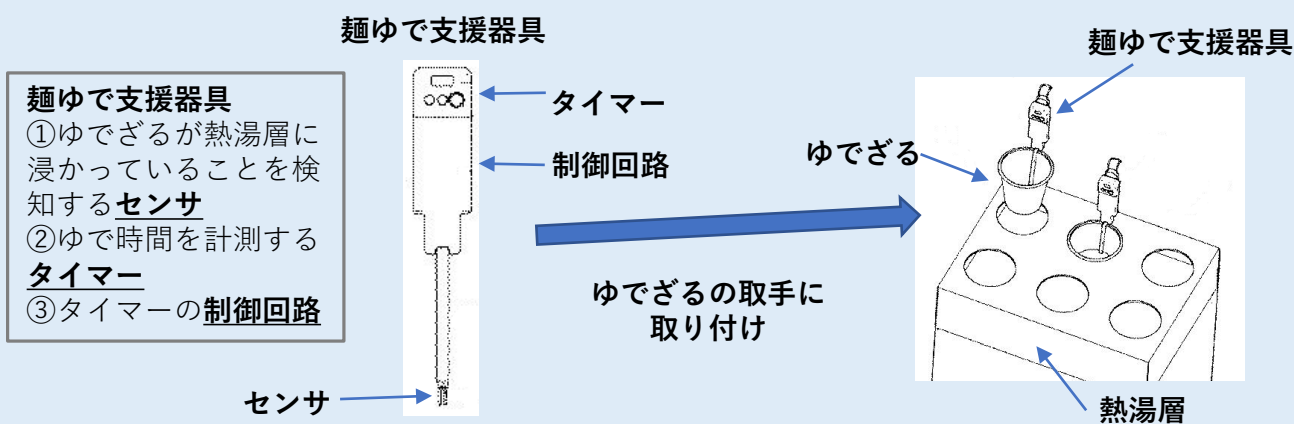 麺ゆで支援器具
①ゆでざるが熱湯層に
浸かっていることを検
知するセンサ
②ゆで時間を計測する
タイマー
③タイマーの制御回路
麺ゆで支援器具
タイマー
制御回路
センサ
ゆでざるの取手に
取り付け
麺ゆで支援器具
ゆでざる
熱湯層